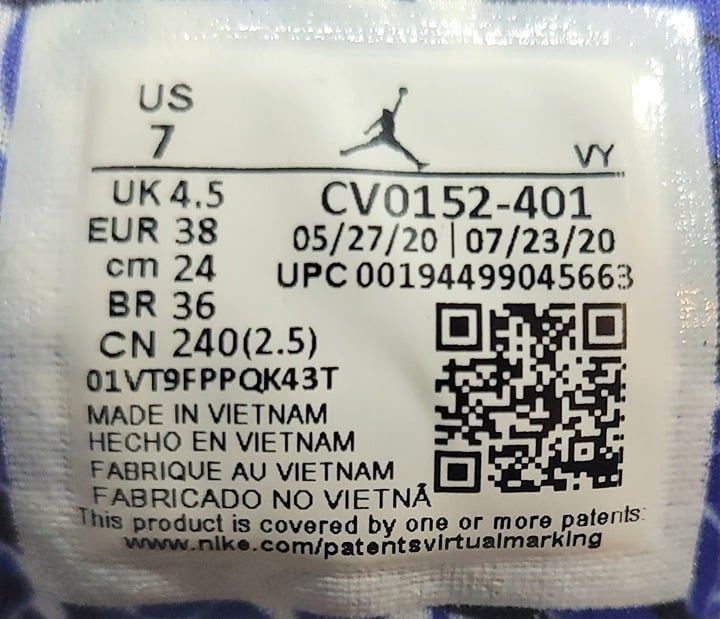 US
7
VY
UK 4.5
EUR 38
cm 24
BR 36
CN 240(2.5)
CV0152-401
05/27/20 | 07/23/20
UPC 00194499045663
01VT9FPPQK43T
MADE IN VIETNAM
HECHO EN VIETNAM
FABRIQUE AU VIETNAM
FABRICADO NO VIETNÃ
This product is covered by one or more patents:
www.nike.com/patentsvirtualmarking